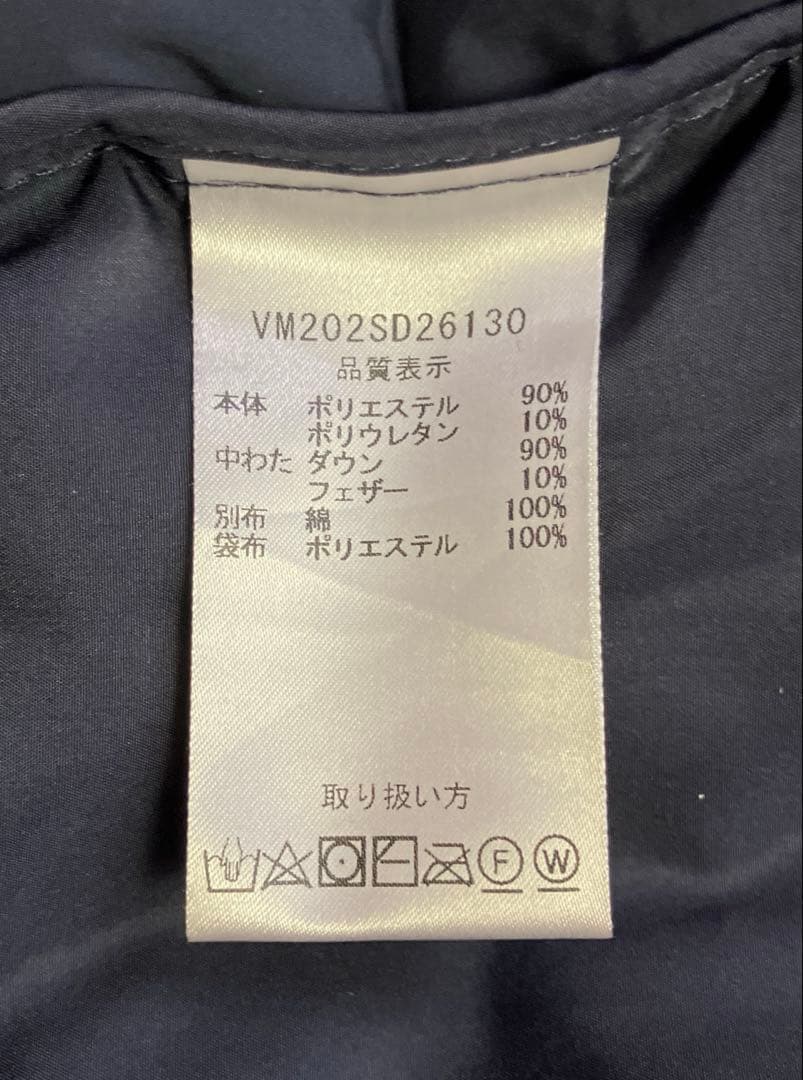 VM202SD26130
品質表示
本体 ポリエステル 90%
ポリウレタン 10%
中わた ダウン 90%
フェザー 10%
別布 綿 100%
袋布 ポリエステル 100%
取り扱い方
F W